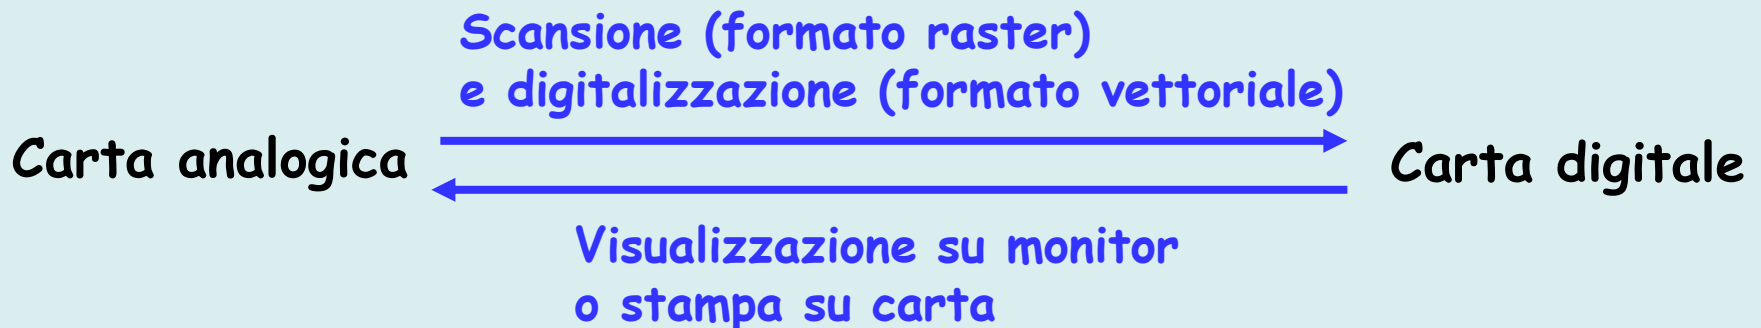 Scansione (formato raster)
e digitalizzazione (formato vettoriale)
Carta analogica
Carta digitale
Visualizzazione su monitor
o stampa su carta